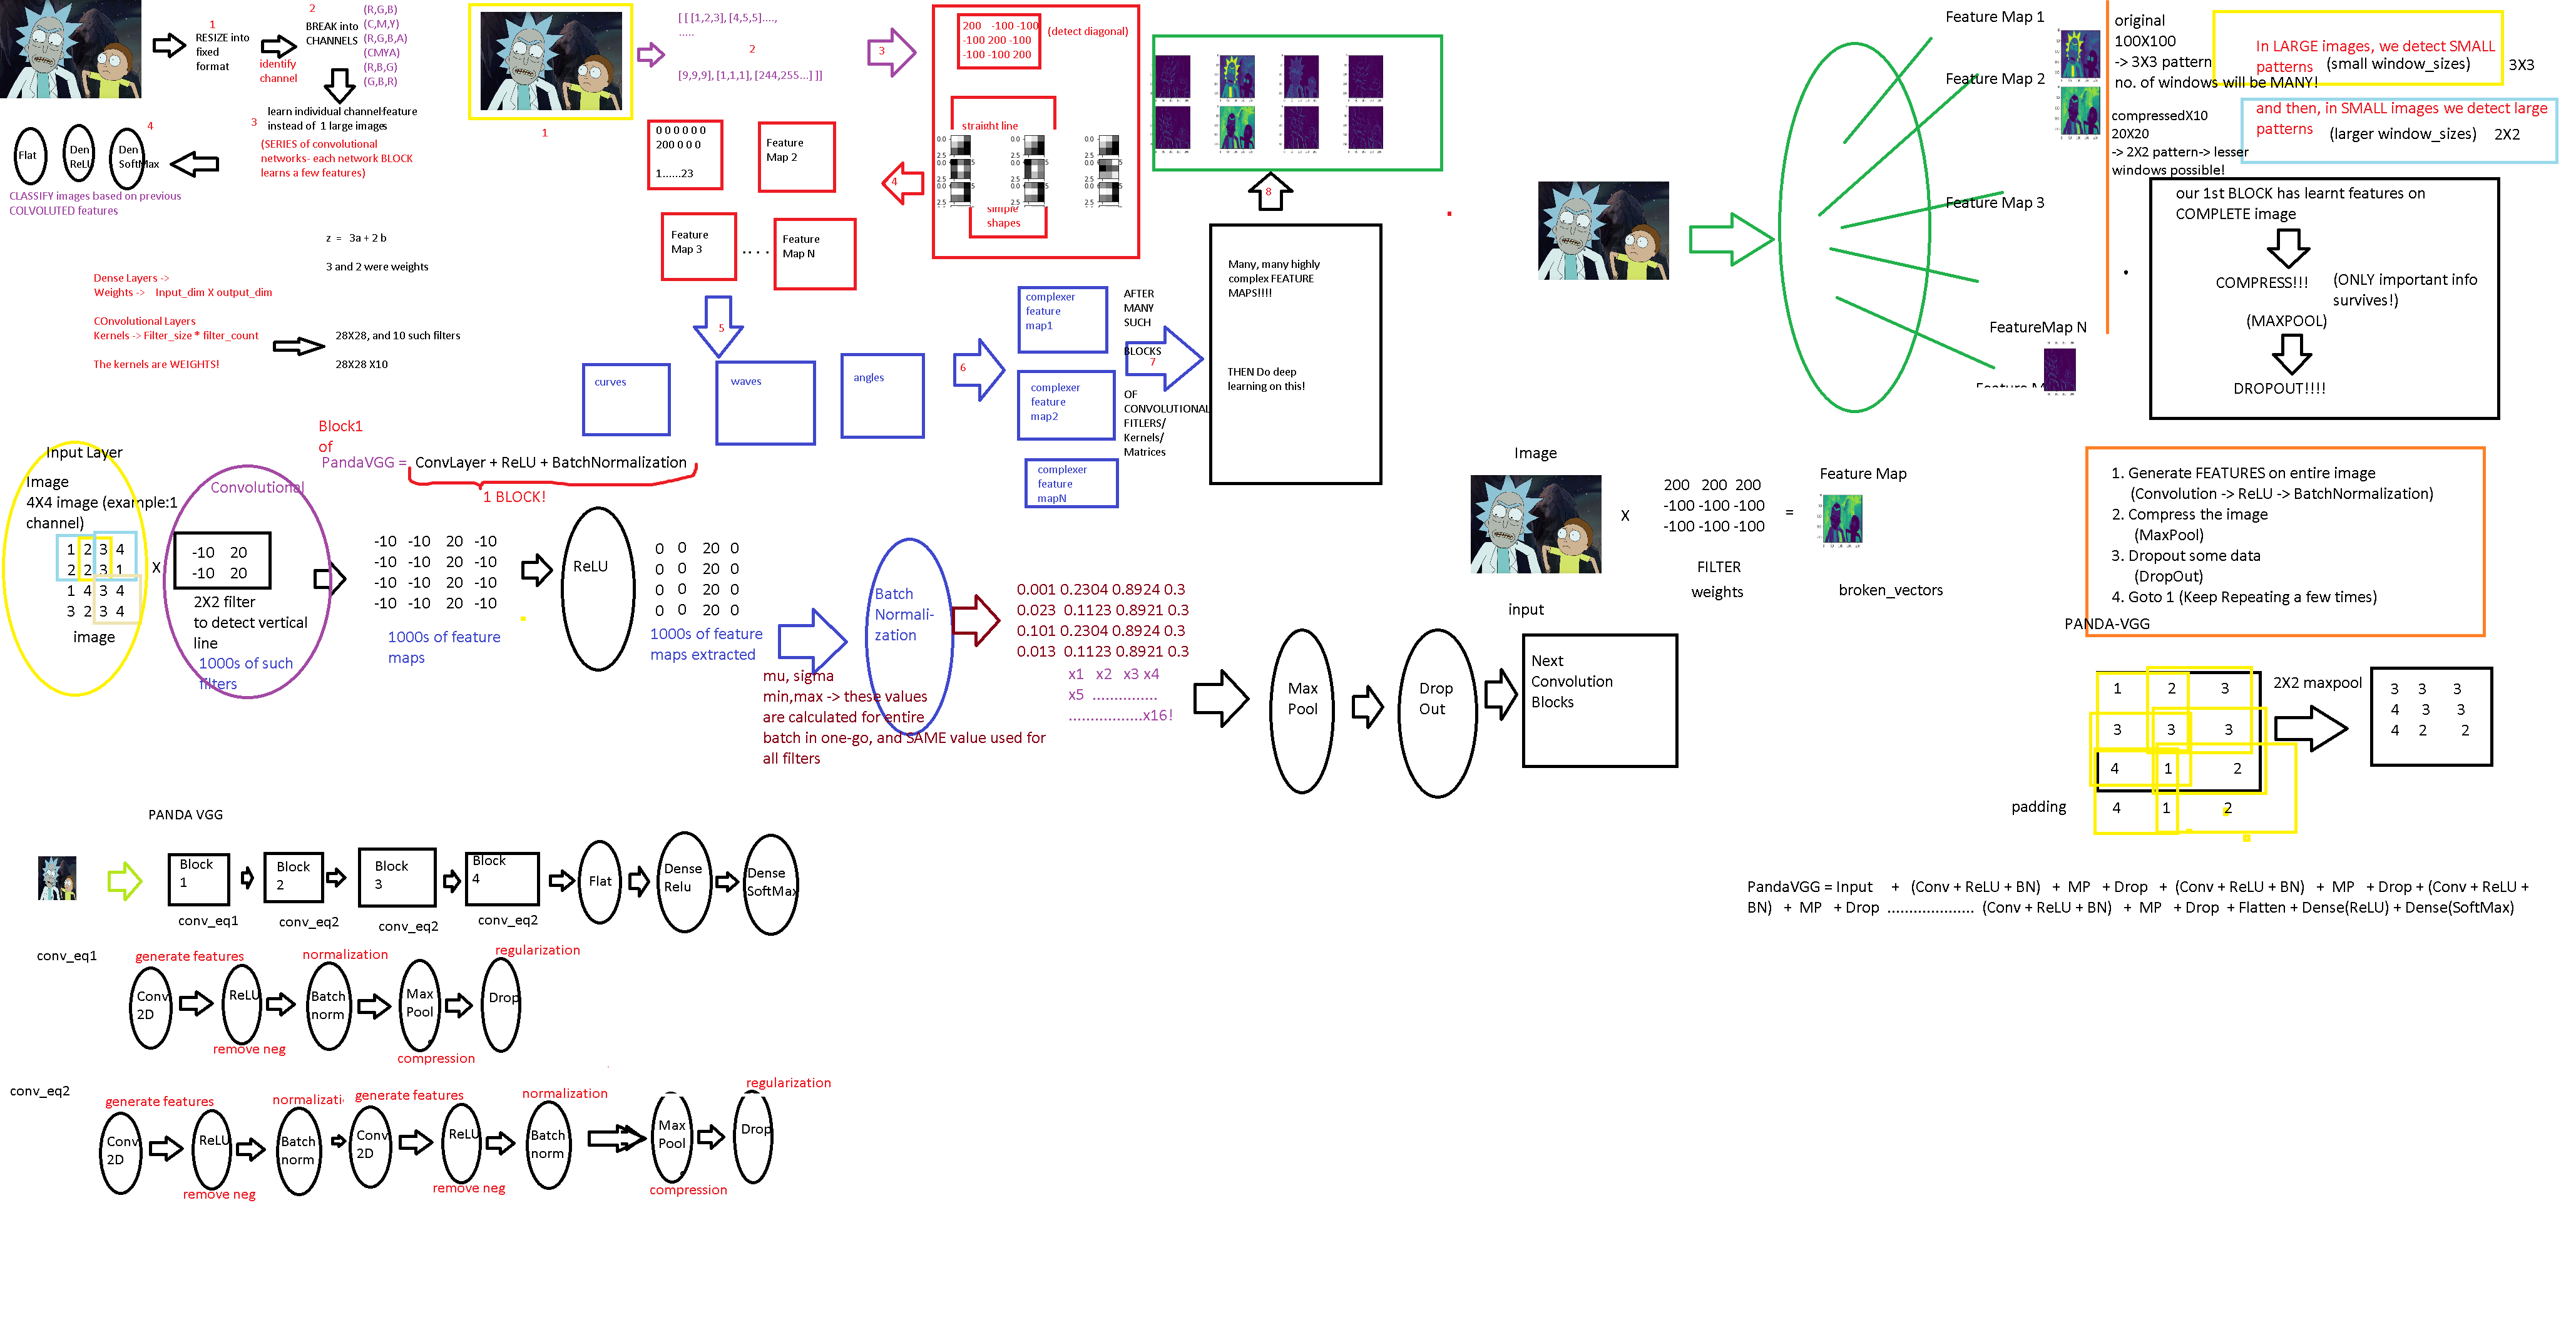 1
RESIZE into
fixed
format
2
BREAK into
CHANNELS
identify
channel
(R,G,B)
(C,M,Y)
(R,G,B,A)
(CMYA)
(R,B,G)
(G,B,R)
learn individual channelfeature
instead of 1 large images
3
(SERIES of convolutional
networks- each network BLOCK
learns a few features)
4
Flat
Den
ReLU
Den
SoftMax
CLASSIFY images based on previous
COLVOLUTED features
z = 3a + 2 b
3 and 2 were weights
Dense Layers ->
Weights -> Input_dim X output_dim
COnvolutional Layers
Kernels -> Filter_size * filter_count
The kernels are WEIGHTS!
28X28, and 10 such filters
28X28 X10
1
[ [ [1,2,3], [4,5,5]....,
.....
2
[9,9,9], [1,1,1], [244,255...] ]]
3
200 -100 -100
-100 200 -100
-100 -100 200
(detect diagonal)
straight line
simple
shapes
4
0 0 0 0 0 0
200 0 0 0
1......23
Feature
Map 2
Feature
Map 3
....
Feature
Map N
5
curves
waves
angles
6
complexer
feature
map1
complexer
feature
map2
complexer
feature
mapN
AFTER
MANY
SUCH
BLOCKS
7
OF
CONVOLUTIONAL
FITLERS/
Kernels/
Matrices
Many, many highly
complex FEATURE
MAPS!!!!
THEN Do deep
learning on this!
8
Feature Map 1
Feature Map 2
Feature Map 3
FeatureMap N
original
100X100
-> 3X3 pattern
no. of windows will be MANY!
compressedX10
20X20
-> 2X2 pattern-> lesser
windows possible!
In LARGE images, we detect SMALL
patterns (small window_sizes)
3X3
and then, in SMALL images we detect large
patterns (larger window_sizes) 2X2
our 1st BLOCK has learnt features on
COMPLETE image
COMPRESS!!!
(ONLY important info
survives!)
(MAXPOOL)
DROPOUT!!!!
Block1
of
PandaVGG = ConvLayer + ReLU + BatchNormalization
1 BLOCK!
Input Layer
Image
4X4 image (example:1
channel)
1 2 3 4
2 2 3 1
1 4 3 4
3 2 3 4
image
X
Convolutional
-10 20
-10 20
2X2 filter
to detect vertical
line
1000s of such
filters
-10 -10 20 -10
-10 -10 20 -10
-10 -10 20 -10
-10 -10 20 -10
1000s of feature
maps
ReLU
0 0 20 0
0 0 20 0
0 0 20 0
0 0 20 0
1000s of feature
maps extracted
Batch
Normali-
zation
mu, sigma
min,max -> these values
are calculated for entire
batch in one-go, and SAME value used for
all filters
0.001 0.2304 0.8924 0.3
0.023 0.1123 0.8921 0.3
0.101 0.2304 0.8924 0.3
0.013 0.1123 0.8921 0.3
x1 x2 x3 x4
x5 ...............
.................x16!
Max
Pool
Drop
Out
input
Next
Convolution
Blocks
Image
X
200 200 200
-100 -100 -100
-100 -100 -100
=
Feature Map
FILTER
weights
broken_vectors
1. Generate FEATURES on entire image
(Convolution -> ReLU -> BatchNormalization)
2. Compress the image
(MaxPool)
3. Dropout some data
(DropOut)
4. Goto 1 (Keep Repeating a few times)
PANDA-VGG
1 2 3
3 3 3
4 1 2
padding
4 1 2
2X2 maxpool
3 3 3
4 3 3
4 2 2
PandaVGG = Input + (Conv + ReLU + BN) + MP + Drop + (Conv + ReLU + BN) + MP + Drop + (Conv + ReLU +
BN) + MP + Drop .................... (Conv + ReLU + BN) + MP + Drop + Flatten + Dense(ReLU) + Dense(SoftMax)
PANDA VGG
Block
1
Block
2
Block
3
Block
4
Flat
Dense
Relu
Dense
SoftMax
conv_eq1
conv_eq2
conv_eq2
conv_eq2
conv_eq1
generate features
normalization
regularization
Conv
2D
ReLU
Batch
norm
Max
Pool
Drop
remove neg
compression
conv_eq2
generate features
normalizati
generate features
normalization
regularization
Conv
2D
ReLU
Batch
norm
Conv
2D
ReLU
Batch
norm
Max
Pool
Drop
remove neg
remove neg
compression